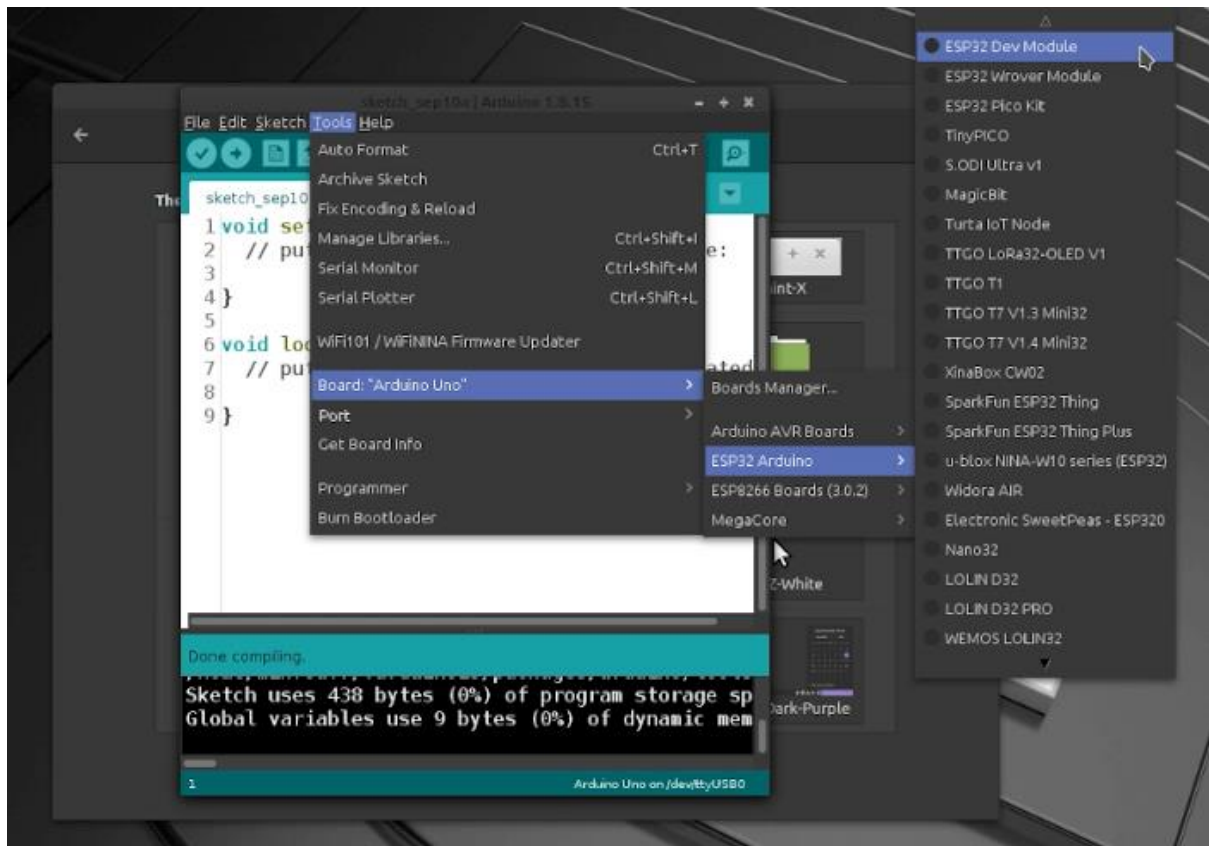 sketch_sep10a | Arduino 1.8.15
File Edit Sketch Tools Help
The
sketch_sep10
1 void se
2 // pu e:
3
4 }
5
6 void loo
7 // pu ated
8
9 }
Auto Format Ctrl+T
Archive Sketch
Fix Encoding & Reload
Manage Libraries... Ctrl+Shift+I
Serial Monitor Ctrl+Shift+M
Serial Plotter Ctrl+Shift+L
WiFi101 / WiFiNINA Firmware Updater
Board: "Arduino Uno"
Port
Get Board Info
Programmer
Burn Bootloader
Boards Manager...
Arduino AVR Boards
ESP32 Arduino
ESP8266 Boards (3.0.2)
MegaCore
ESP32 Dev Module
ESP32 Wrover Module
ESP32 Pico Kit
TinyPICO
S.ODI Ultra v1
MagicBit
Turta IoT Node
TTGO LoRa32-OLED V1
TTGO T1
TTGO T7 V1.3 Mini32
TTGO T7 V1.4 Mini32
XinaBox CW02
SparkFun ESP32 Thing
SparkFun ESP32 Thing Plus
u-blox NINA-W10 series (ESP32)
Widora AIR
Electronic SweetPeas - ESP320
Nano32
LOLIN D32
LOLIN D32 PRO
WEMOS LOLIN32
int-X
Z-White
Dark-Purple
Done compiling.
Sketch uses 438 bytes (0%) of program storage sp
Global variables use 9 bytes (0%) of dynamic mem
1 Arduino Uno on /dev/ttyUSB0